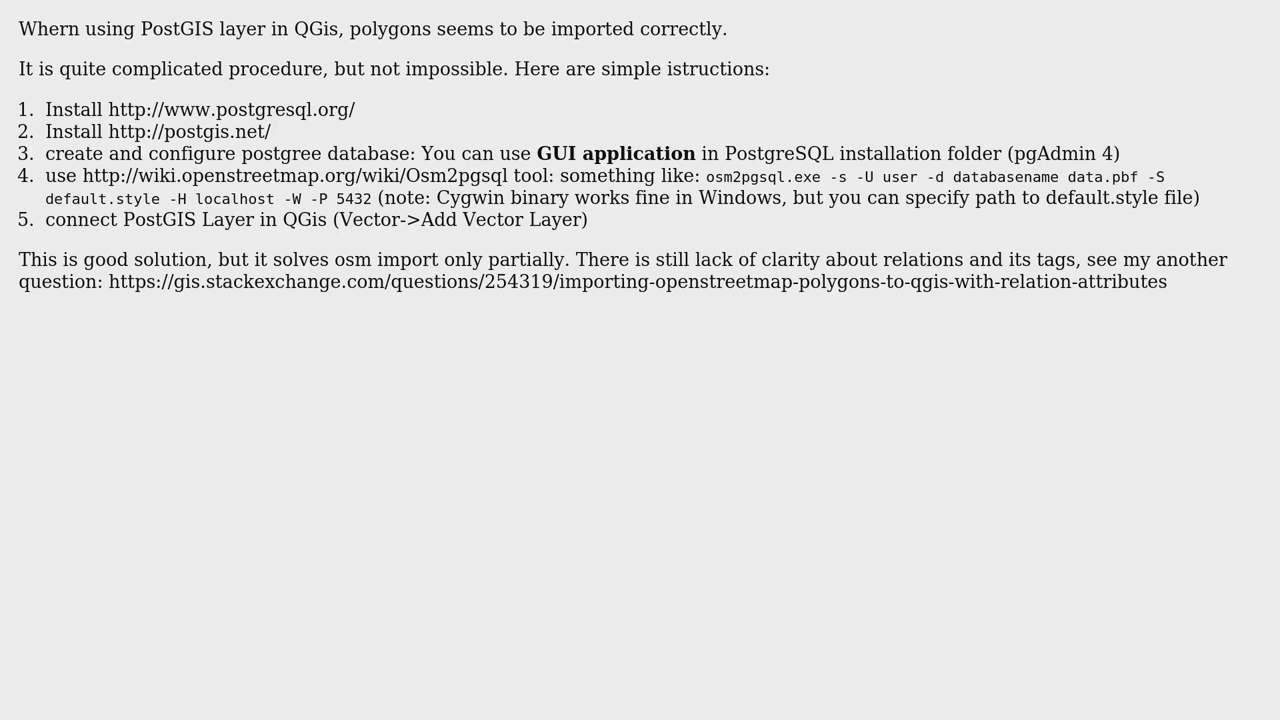 Whern using PostGIS layer in QGis, polygons seems to be imported correctly.
It is quite complicated procedure, but not impossible. Here are simple istructions:
1. Install http://www.postgresql.org/
2. Install http://postgis.net/
3. create and configure postgree database: You can use GUI application in PostgreSQL installation folder (pgAdmin 4)
4. use http://wiki.openstreetmap.org/wiki/Osm2pgsql tool: something like: osm2pgsql.exe -s -U user -d databasename data.pbf -S
default.style -H localhost -W -P 5432 (note: Cygwin binary works fine in Windows, but you can specify path to default.style file)
5. connect PostGIS Layer in QGis (Vector->Add Vector Layer)
This is good solution, but it solves osm import only partially. There is still lack of clarity about relations and its tags, see my another
question: https://gis.stackexchange.com/questions/254319/importing-openstreetmap-polygons-to-qgis-with-relation-attributes